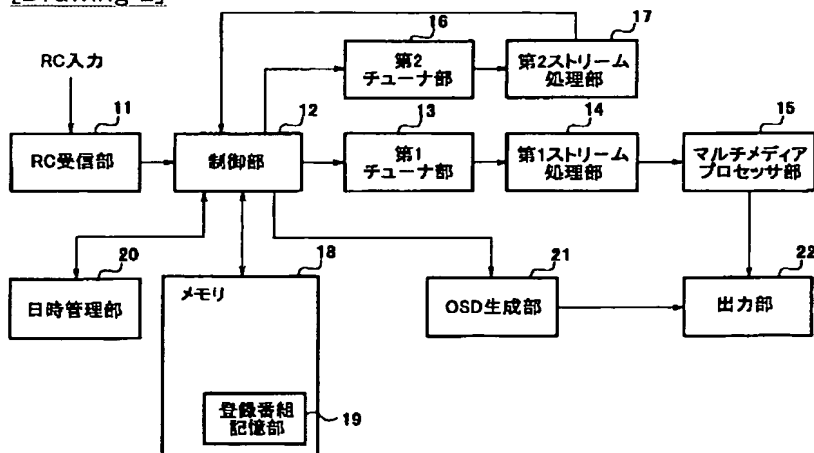 [Drawing 2]
16
17
RC入力
第2
チューナ部
第2ストリーム
処理部
11
12
13
14
15
RC受信部
制御部
第1
チューナ部
第1ストリーム
処理部
マルチメディア
プロセッサ部
20
18
21
22
日時管理部
メモリ
OSD生成部
出力部
登録番組
記憶部
19